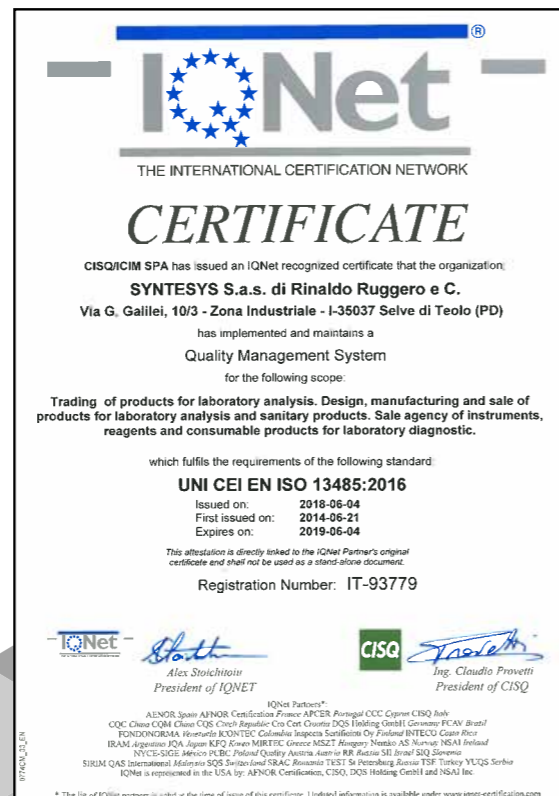 ®
IQNet
THE INTERNATIONAL CERTIFICATION NETWORK
CERTIFICATE
CISQ/ICIM SPA has issued an IQNet recognized certificate that the organization:
SYNTESYS S.a.s. di Rinaldo Ruggero e C.
Via G. Galilei, 10/3 - Zona Industriale - I-35037 Selve di Teolo (PD)
has implemented and maintains a
Quality Management System
for the following scope:
Trading of products for laboratory analysis. Design, manufacturing and sale of
products for laboratory analysis and sanitary products. Sale agency of instruments,
reagents and consumable products for laboratory diagnostic.
which fulfils the requirements of the following standard:
UNI CEI EN ISO 13485:2016
Issued on: 2018-06-04
First issued on: 2014-06-21
Expires on: 2019-06-04
This attestation is directly linked to the IQNet Partner's original
certificate and shall not be used as a stand-alone document.
Registration Number: IT-93779
IQNet
CISQ
Alex Stoichitoiu
President of IQNET
Ing. Claudio Provetti
President of CISQ
IQNet Partners*:
AENOR Spain AFNOR Certification France APCER Portugal CCC Cyprus CISQ Italy
CQC China CQM China CQS Czech Republic Cro Cert Croatia DQS Holding GmbH Germany FCAV Brazil
FONDONORMA Venezuela ICONTEC Colombia Inspecta Sertifiointi Oy Finland INTECO Costa Rica
IRAM Argentina JQA Japan KFQ Korea MIRTEC Greece MSZT Hungary Nemko AS Norway NSAI Ireland
NYCE-SIGE México PCBC Poland Quality Austria Austria RR Russia SII Israel SIQ Slovenia
SIRIM QAS International Malaysia SQS Switzerland SRAC Romania TEST St Petersburg Russia TSF Turkey YUQS Serbia
IQNet is represented in the USA by: AFNOR Certification, CISQ, DQS Holding GmbH and NSAI Inc.
* The list of IQNet partners is valid at the time of issue of this certificate. Updated information is available under www.iqnet-certification.com
0774CM_03_EN